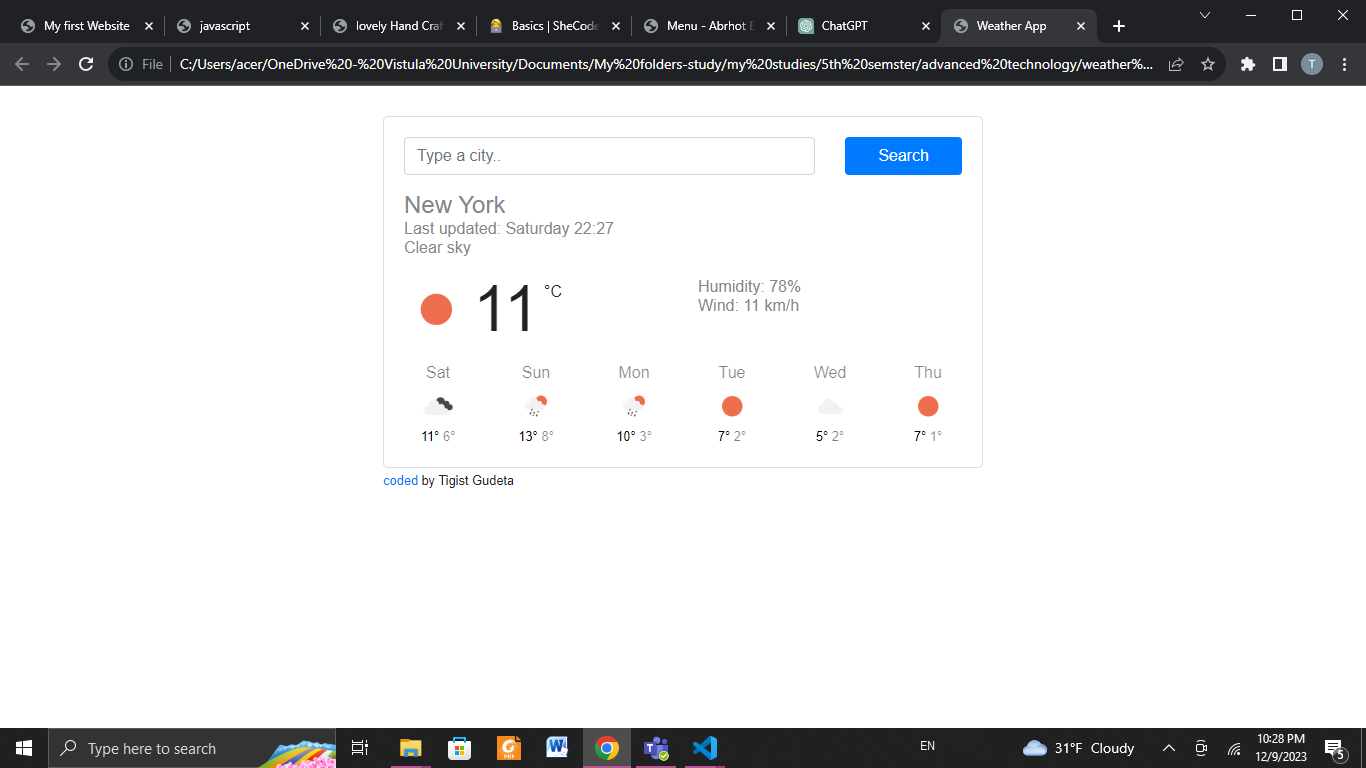 My first Website
javascript
lovely Hand Craf
Basics | SheCode
Menu - Abrhot E
ChatGPT
Weather App
File
C:/Users/acer/OneDrive%20-%20Vistula%20University/Documents/My%20folders-study/my%20studies/5th%20semster/advanced%20technology/weather%...
T
Type a city..
Search
New York
Last updated: Saturday 22:27
Clear sky
11 °C
Humidity: 78%
Wind: 11 km/h
Sat Sun Mon Tue Wed Thu
11° 6° 13° 8° 10° 3° 7° 2° 5° 2° 7° 1°
coded by Tigist Gudeta
Type here to search
EN
31°F Cloudy
10:28 PM
12/9/2023
5